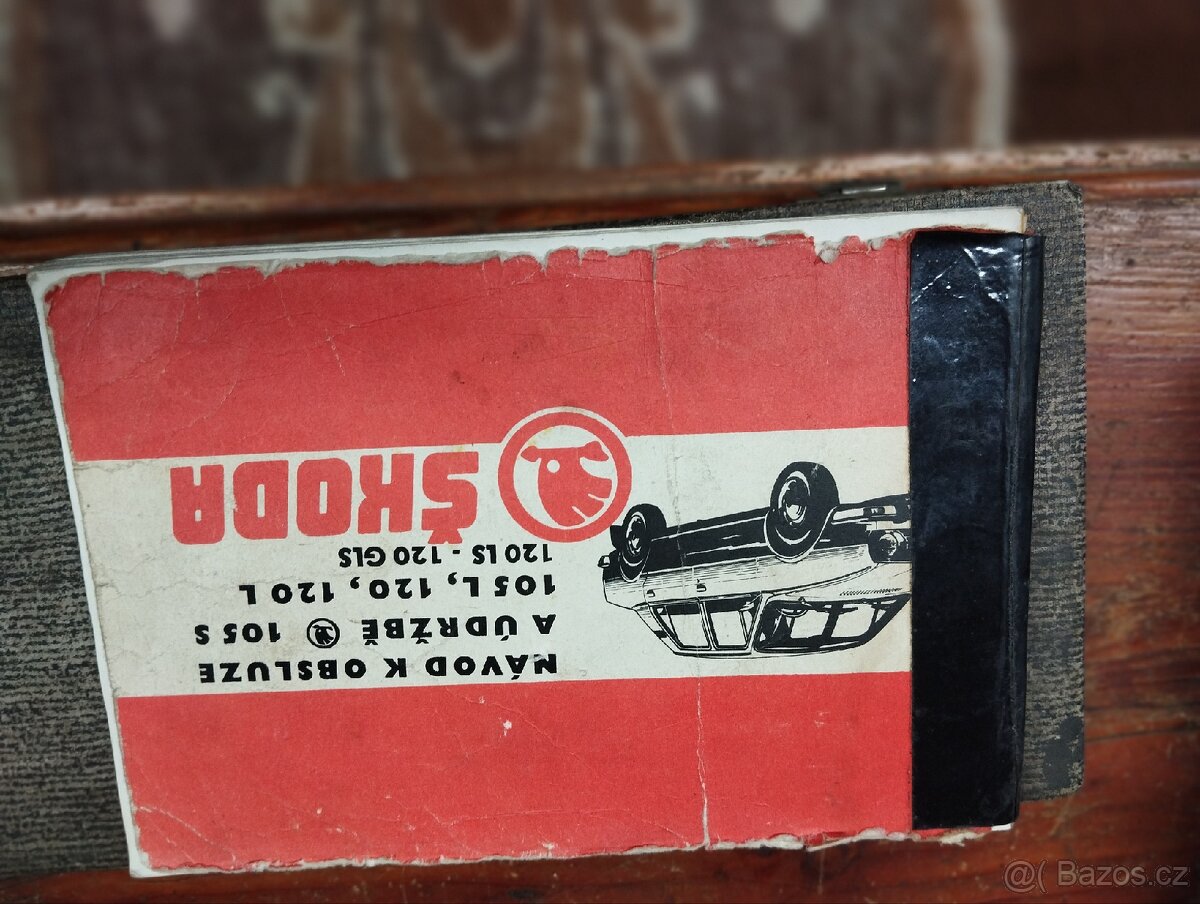 NÁVOD K OBSLUZE
A ÚDRŽBĚ 105 S
105 L, 120, 120 L
120 LS - 120 GLS
ŠKODA
@( Bazos.cz